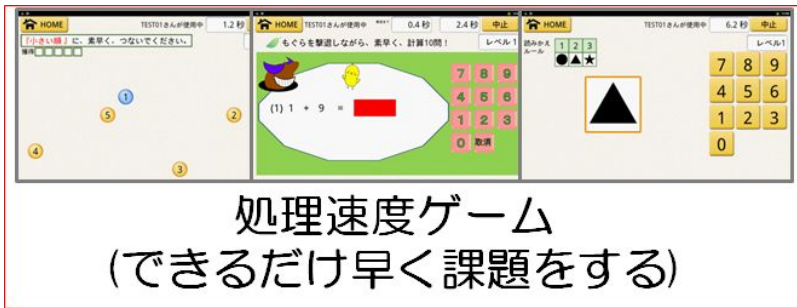 HOME TEST01さんが使用中 1.2 秒
『小さい順』に、素早く、つないでください。
獲得
1
5
2
4
3
HOME TEST01さんが使用中 0.4 秒 2.4 秒 中止
もぐらを撃退しながら、素早く、計算10問！ レベル1
(1) 1 + 9 =
7 8 9
4 5 6
1 2 3
0 取消
HOME TEST01さんが使用中 6.2 秒 中止
読みかえルール 1 2 3 レベル1
7 8 9
4 5 6
1 2 3
0
処理速度ゲーム
(できるだけ早く課題をする)